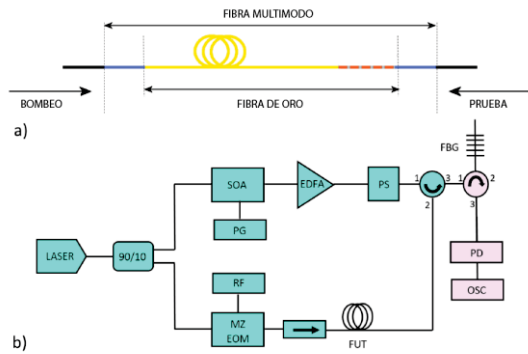 FIBRA MULTIMODO
BOMBEO
FIBRA DE ORO
PRUEBA
a)
FBG
SOA
EDFA
PS
1
3
2
1
2
3
PG
LASER
90/10
PD
RF
OSC
MZ
EOM
FUT
b)